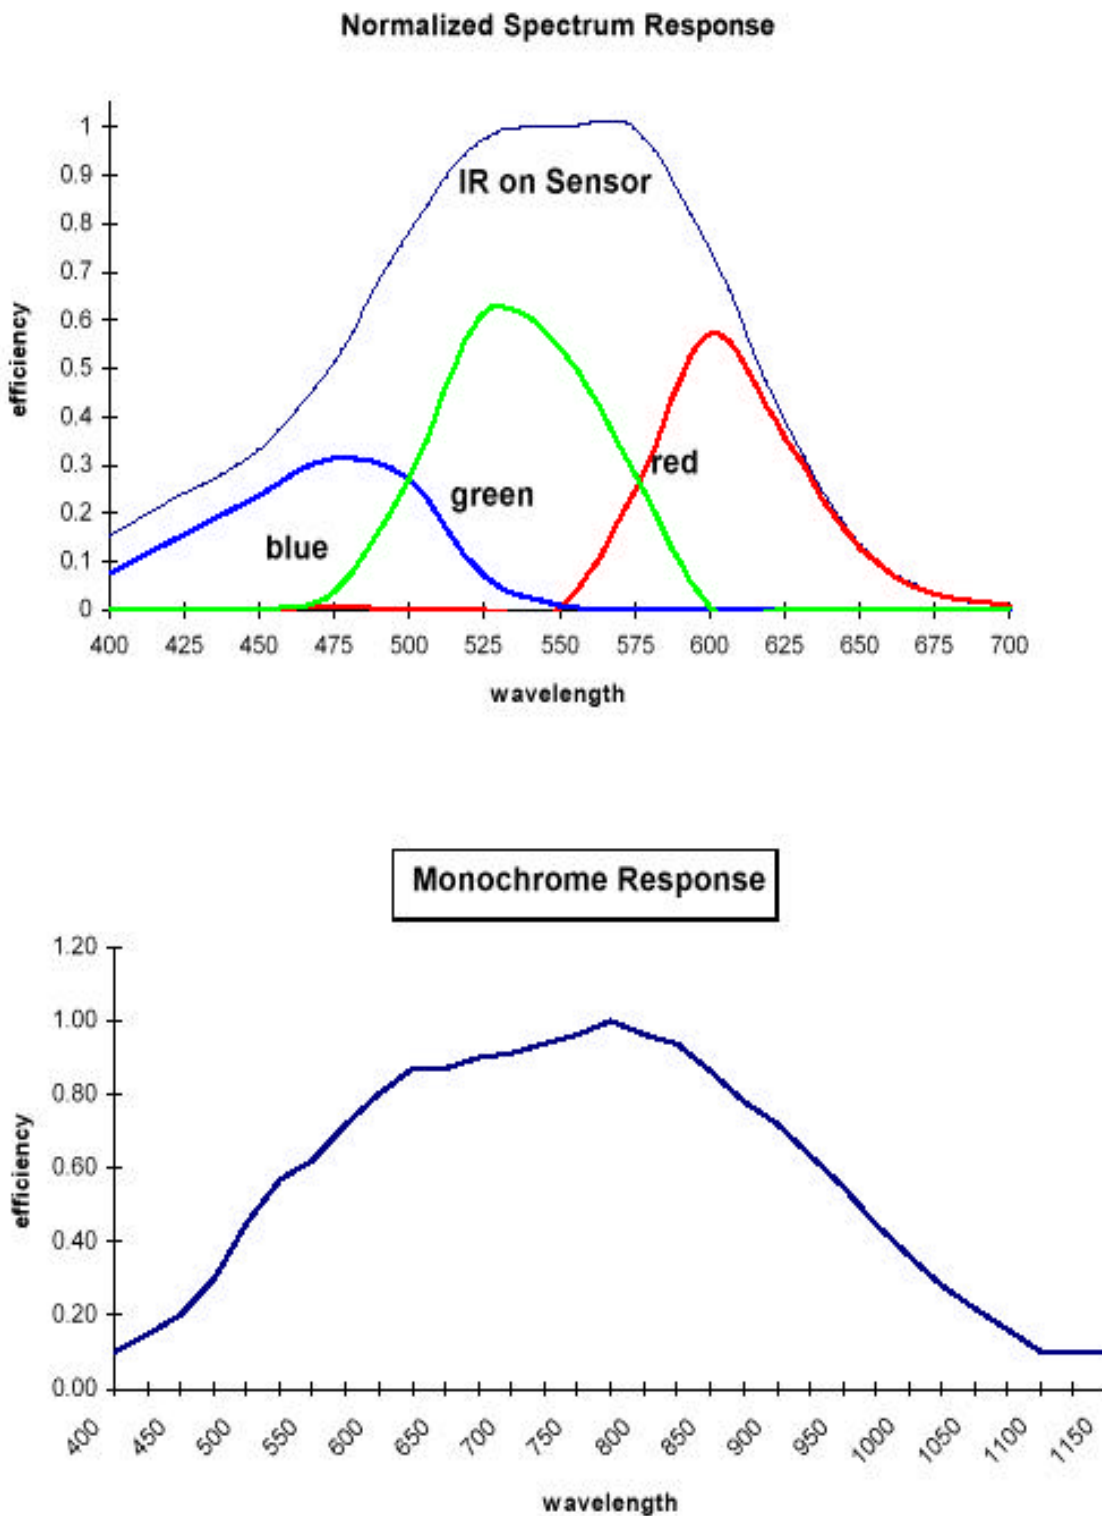 Normalized Spectrum Response
1
0.9
0.8
0.7
0.6
0.5
0.4
0.3
0.2
0.1
0
efficiency
IR on Sensor
red
green
blue
400 425 450 475 500 525 550 575 600 625 650 675 700
wavelength
Monochrome Response
1.20
1.00
0.80
0.60
0.40
0.20
0.00
efficiency
400 450 500 550 600 650 700 750 800 850 900 950 1000 1050 1100 1150
wavelength